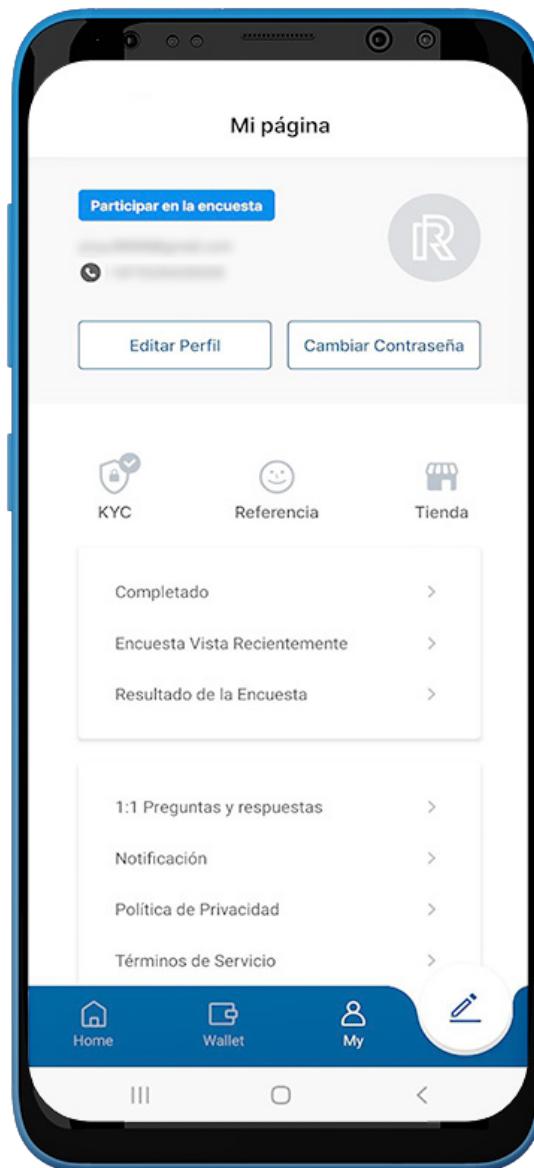 Mi página
Participar en la encuesta
Editar Perfil
Cambiar Contraseña
KYC
Referencia
Tienda
Completado
Encuesta Vista Recientemente
Resultado de la Encuesta
1:1 Preguntas y respuestas
Notificación
Política de Privacidad
Términos de Servicio
Home
Wallet
My